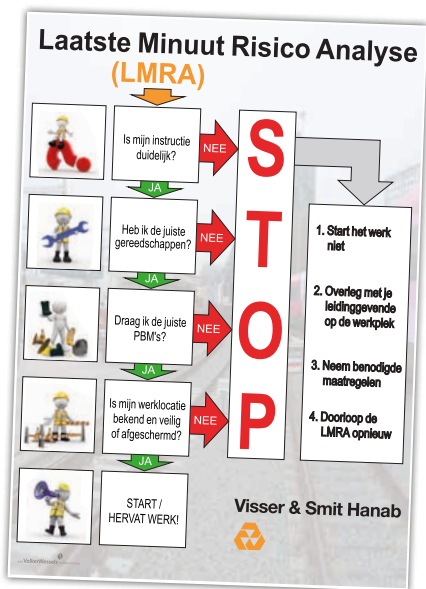 Laatste Minuut Risico Analyse
(LMRA)
Is mijn instructie
duidelijk?
NEE
JA
Heb ik de juiste
gereedschappen?
NEE
JA
Draag ik de juiste
PBM's?
NEE
JA
Is mijn werklocatie
bekend en veilig
of afgeschermd?
NEE
JA
START /
HERVAT WERK!
S
T
O
P
1. Start het werk
niet
2. Overleg met je
leidinggevende
op de werkplek
3. Neem benodigde
maatregelen
4. Doorloop de
LMRA opnieuw
Visser & Smit Hanab
VolkerWessels